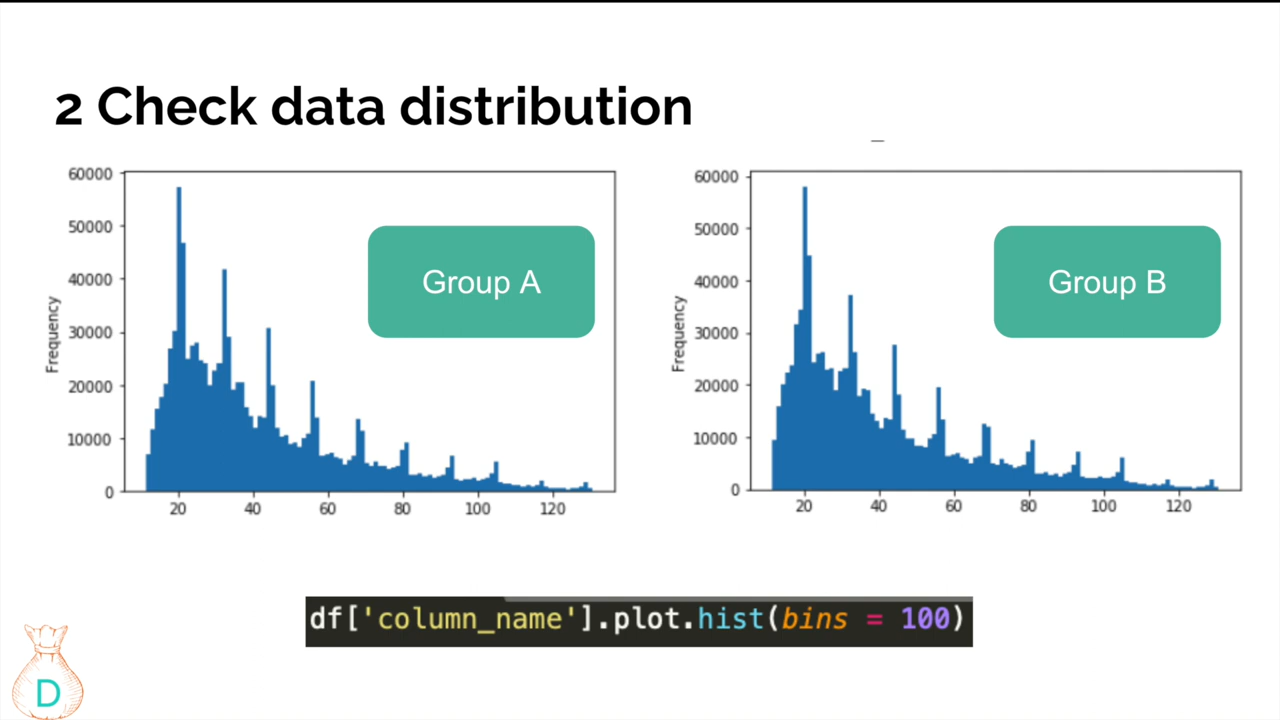 2 Check data distribution
60000
50000
40000
30000
20000
10000
0
Frequency
20 40 60 80 100 120
Group A
60000
50000
40000
30000
20000
10000
0
Frequency
20 40 60 80 100 120
Group B
df['column_name'].plot.hist(bins = 100)
D